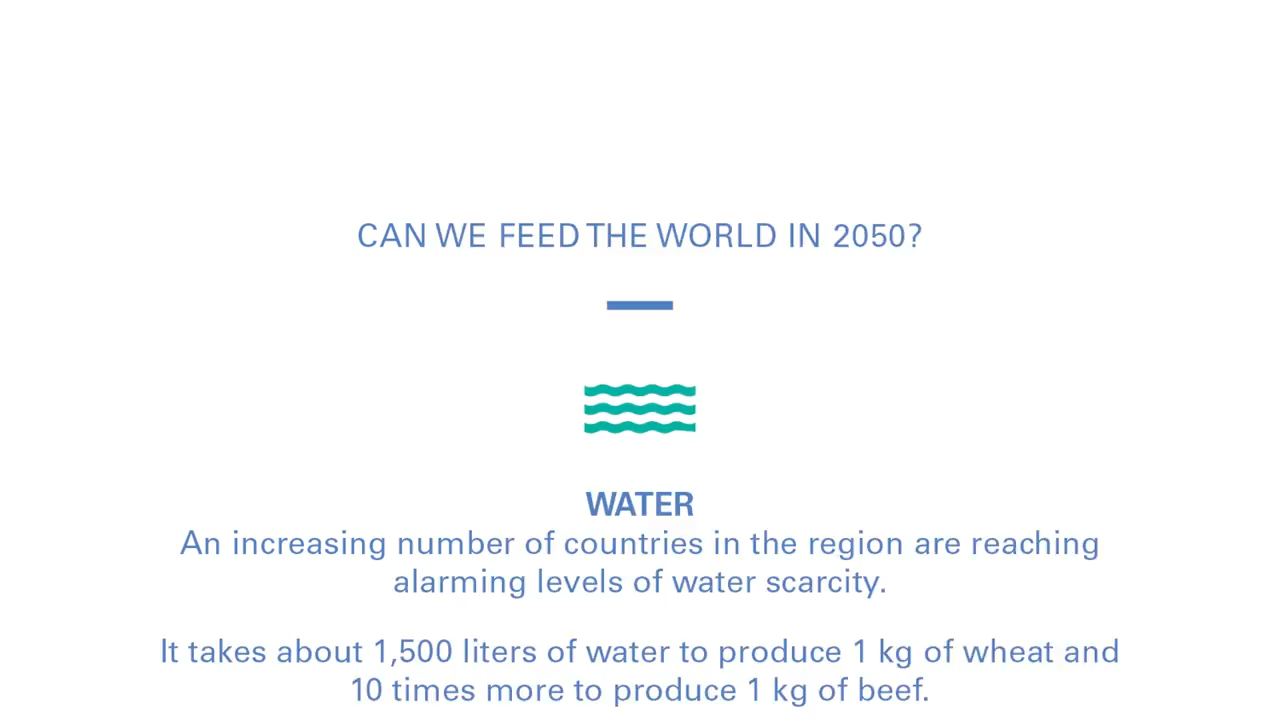 CAN WE FEED THE WORLD IN 2050?
WATER
An increasing number of countries in the region are reaching
alarming levels of water scarcity.
It takes about 1,500 liters of water to produce 1 kg of wheat and
10 times more to produce 1 kg of beef.